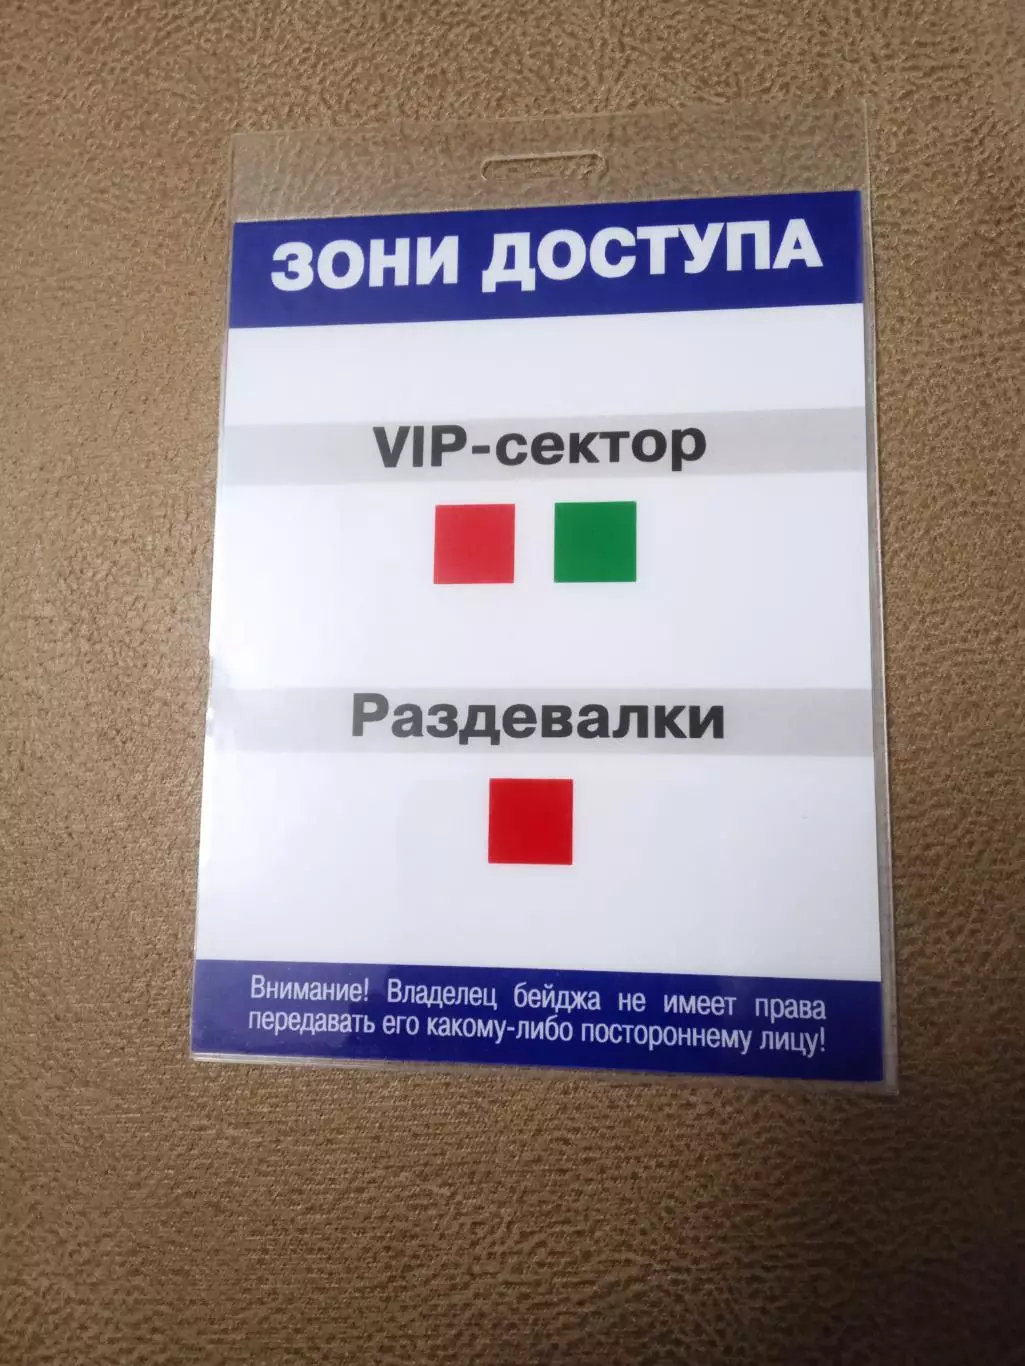 ЗОНИ ДОСТУПА
VIP-сектор
Раздевалки
Внимание! Владелец бейджа не имеет права
передавать его какому-либо постороннему лицу!